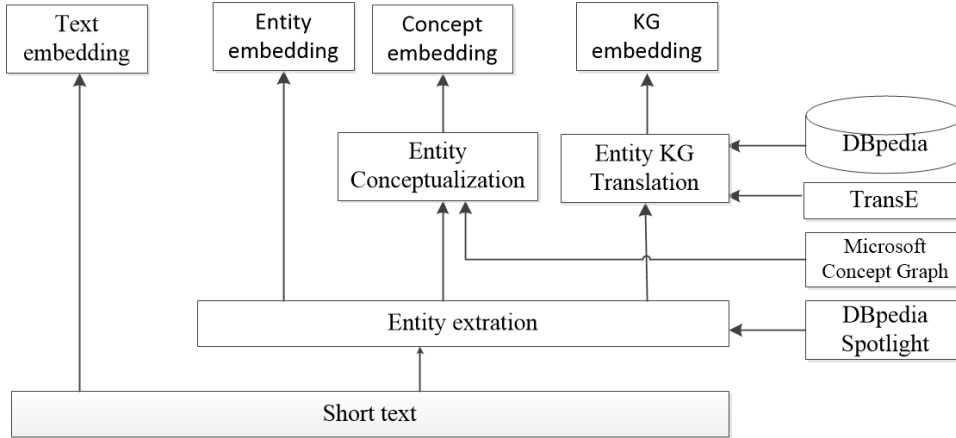 Text
embedding
Entity
embedding
Concept
embedding
KG
embedding
Entity
Conceptualization
Entity KG
Translation
DBpedia
TransE
Microsoft
Concept Graph
Entity extration
DBpedia
Spotlight
Short text